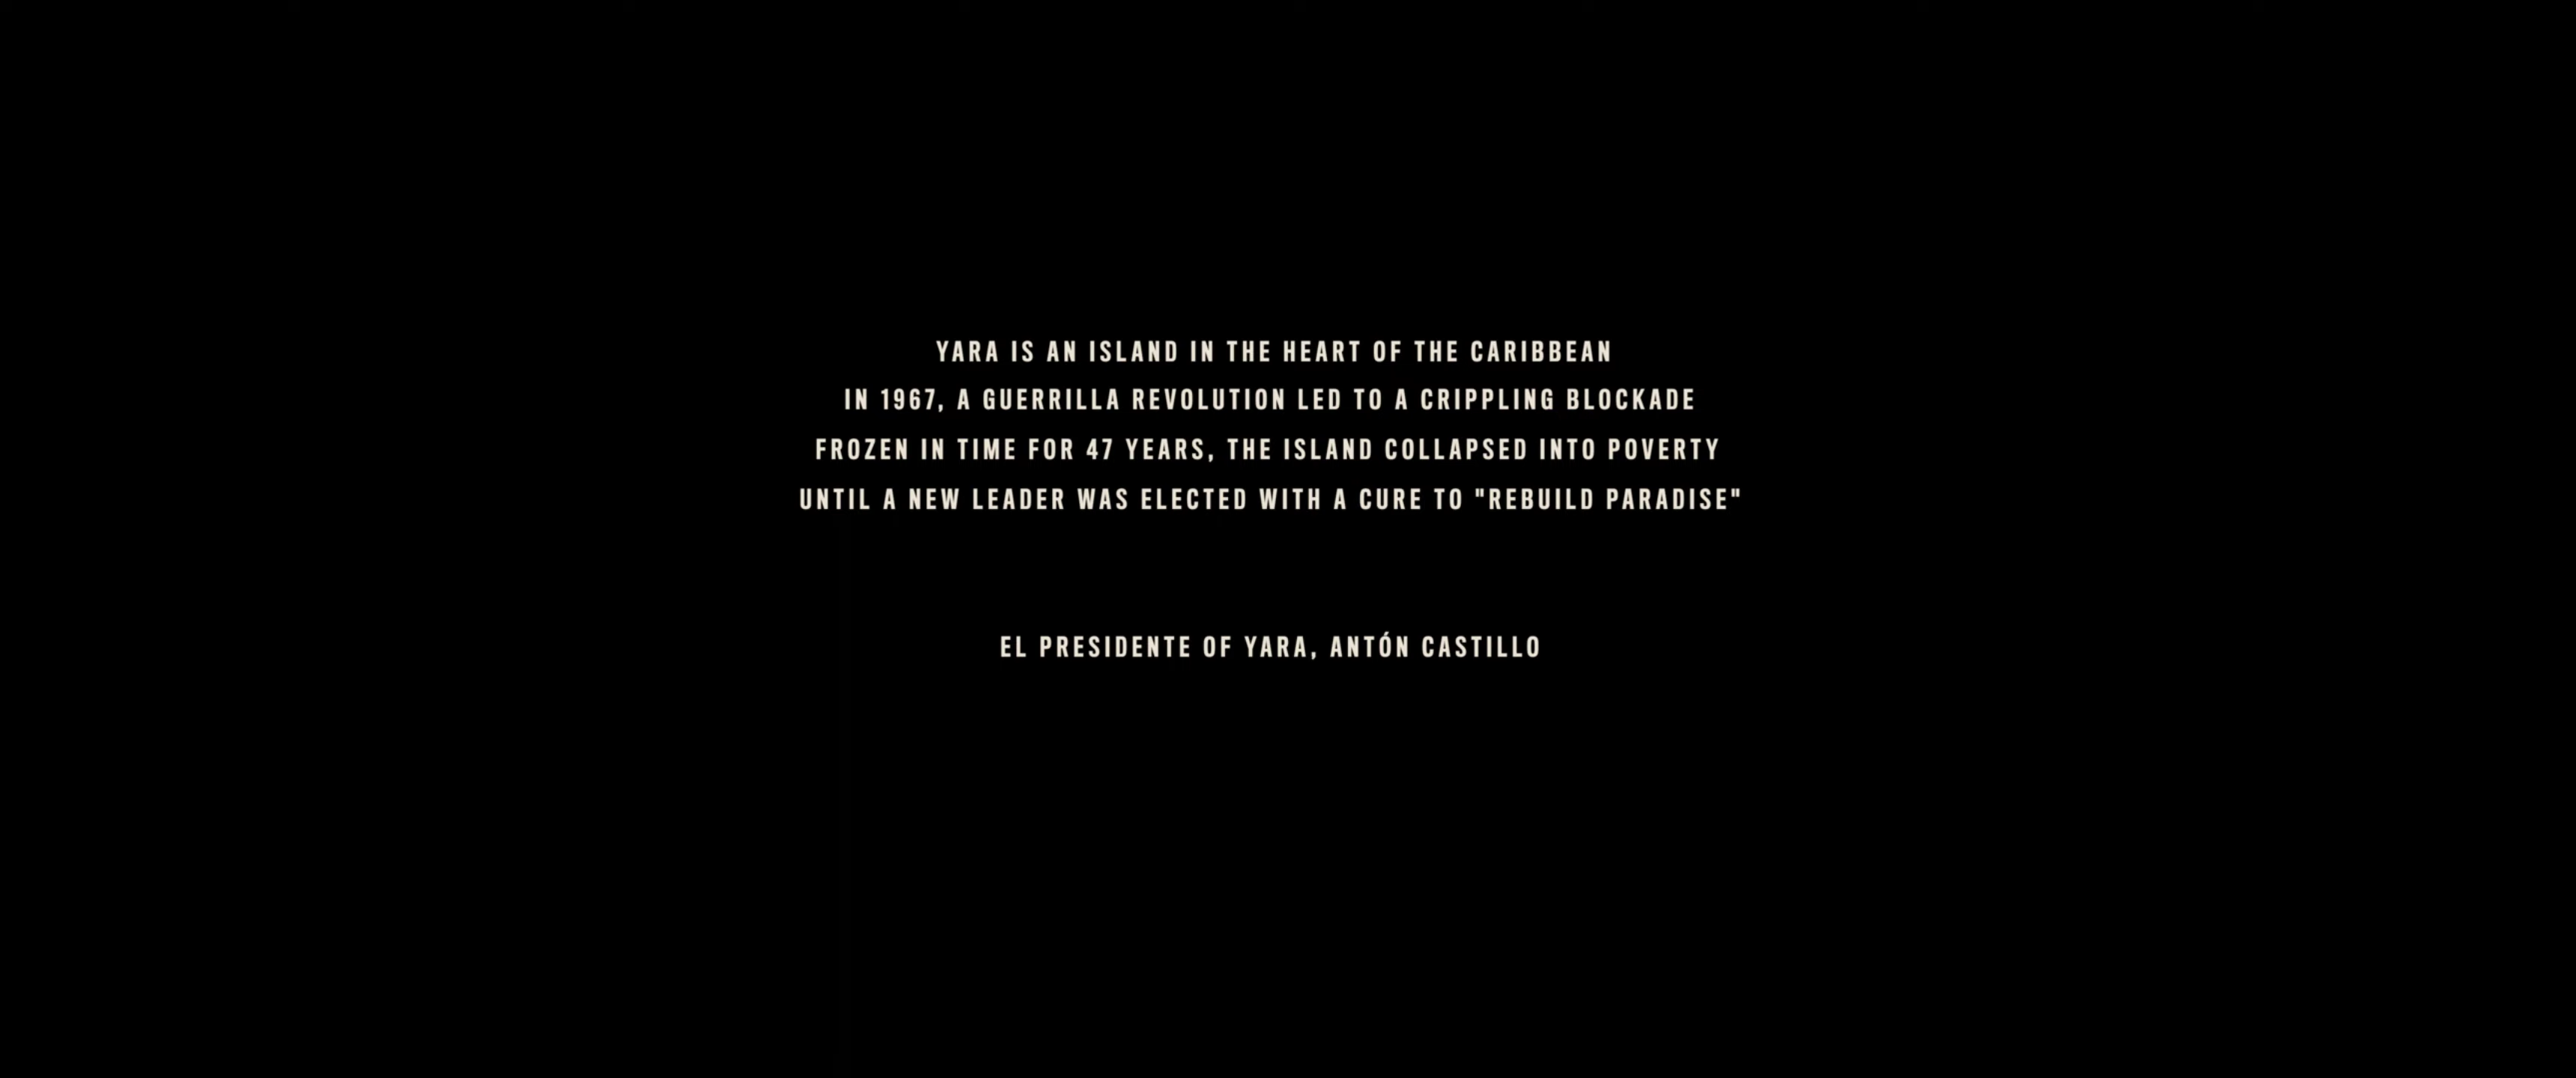 YARA IS AN ISLAND IN THE HEART OF THE CARIBBEAN
IN 1967, A GUERRILLA REVOLUTION LED TO A CRIPPLING BLOCKADE
FROZEN IN TIME FOR 47 YEARS, THE ISLAND COLLAPSED INTO POVERTY
UNTIL A NEW LEADER WAS ELECTED WITH A CURE TO "REBUILD PARADISE"
EL PRESIDENTE OF YARA, ANTÓN CASTILLO